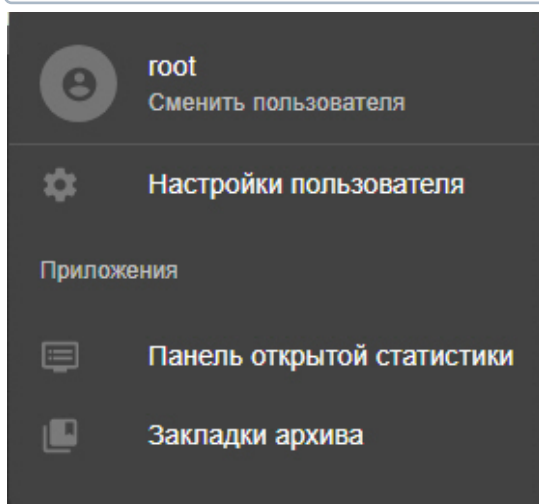 root
Сменить пользователя
Настройки пользователя
Приложения
Панель открытой статистики
Закладки архива